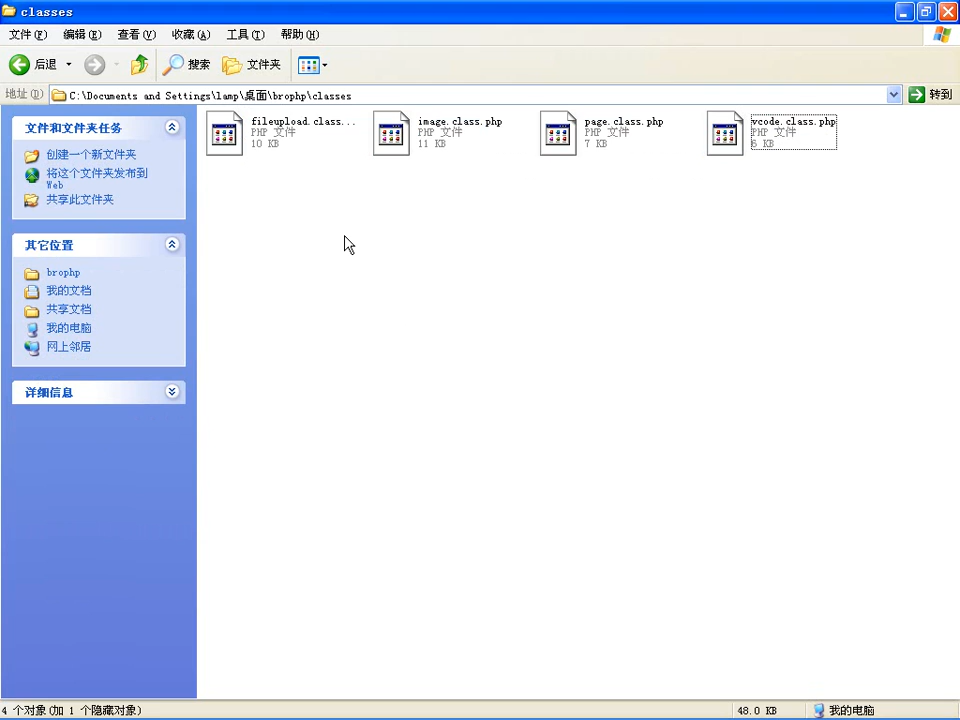 classes
文件(F) 编辑(E) 查看(V) 收藏(A) 工具(T) 帮助(H)
后退 搜索 文件夹
地址(D) C:\Documents and Settings\lamp\桌面\brophp\classes 转到
文件和文件夹任务
创建一个新文件夹
将这个文件夹发布到
Web
共享此文件夹
其它位置
brophp
我的文档
共享文档
我的电脑
网上邻居
详细信息
fileupload.class...
PHP 文件
10 KB
image.class.php
PHP 文件
11 KB
page.class.php
PHP 文件
7 KB
vcode.class.php
PHP 文件
6 KB
4 个对象(加 1 个隐藏对象) 48.0 KB 我的电脑